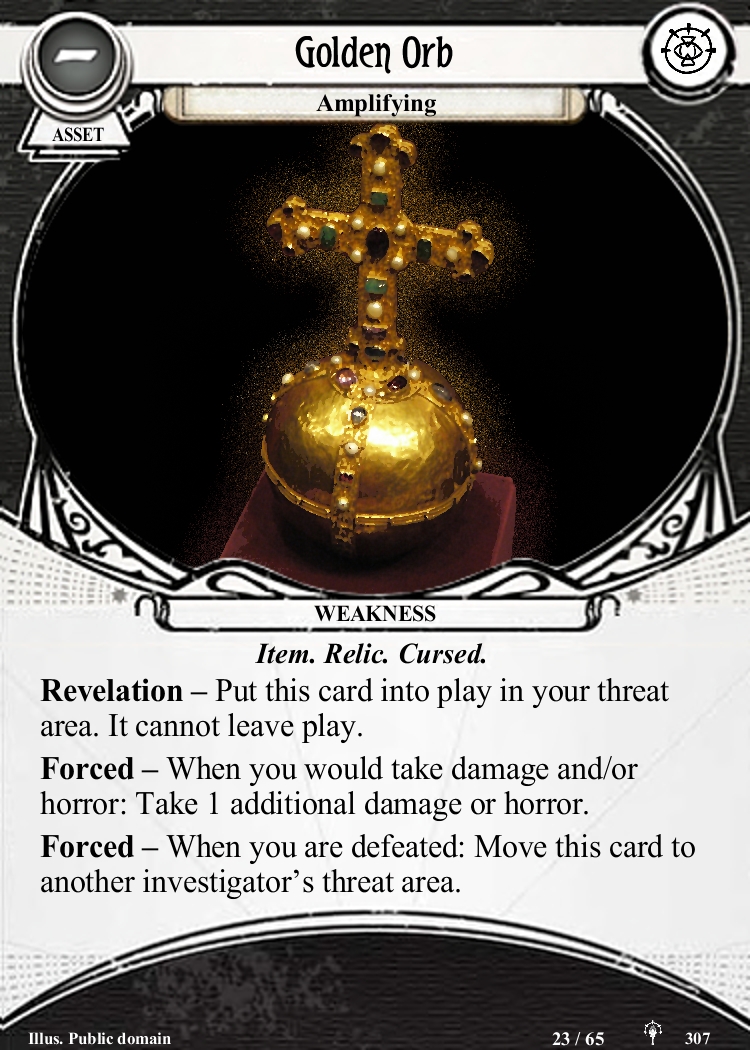 –
Golden Orb
Amplifying
ASSET
WEAKNESS
Item. Relic. Cursed.
Revelation – Put this card into play in your threat
area. It cannot leave play.
Forced – When you would take damage and/or
horror: Take 1 additional damage or horror.
Forced – When you are defeated: Move this card to
another investigator’s threat area.
Illus. Public domain
23 / 65
307